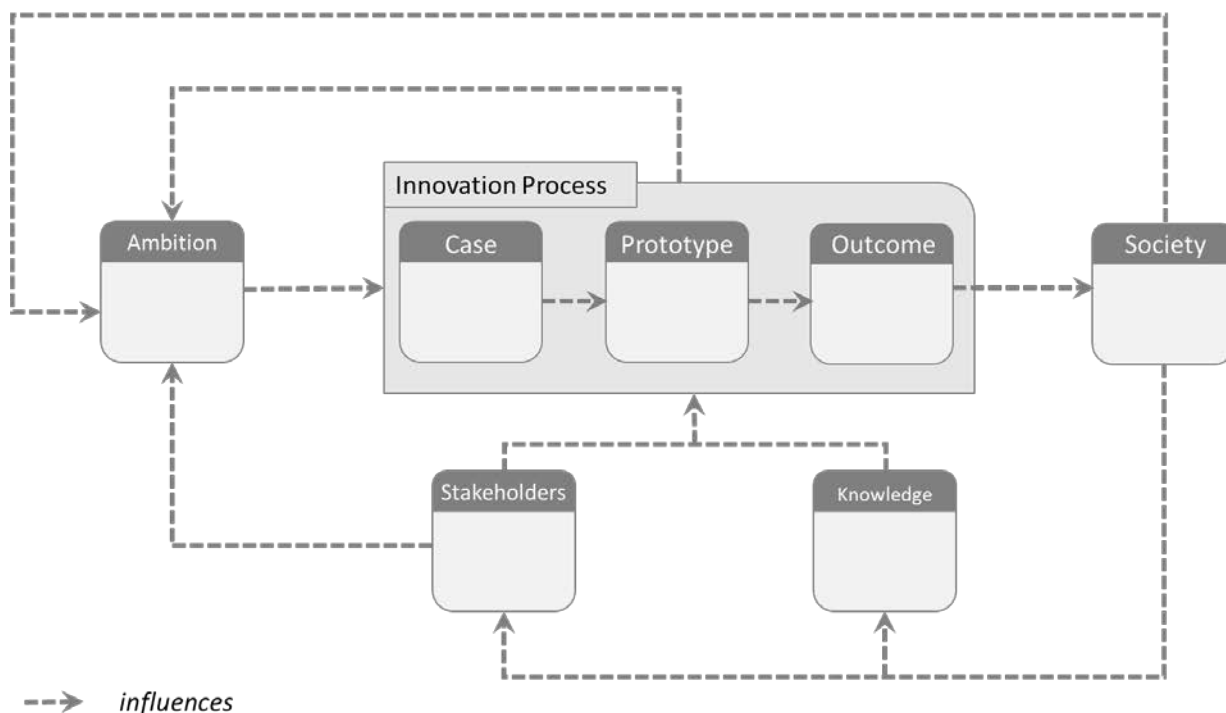 Innovation Process
Ambition
Case
Prototype
Outcome
Society
Stakeholders
Knowledge
influences